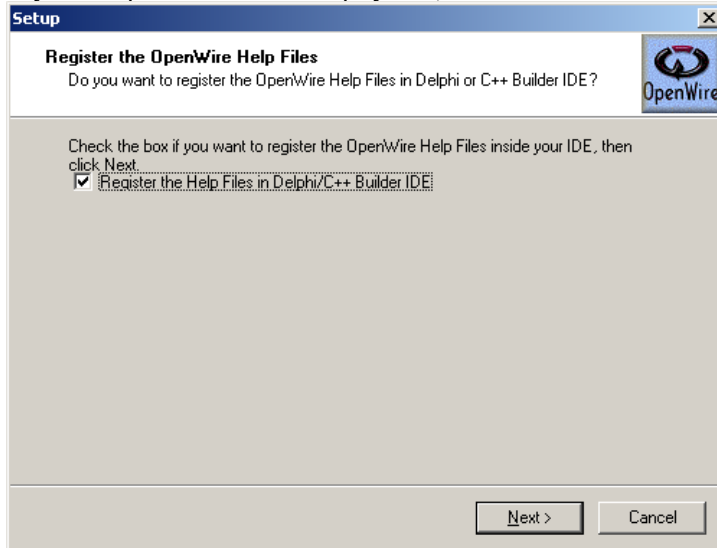 Setup
Register the OpenWire Help Files
Do you want to register the OpenWire Help Files in Delphi or C++ Builder IDE?
OpenWire
Check the box if you want to register the OpenWire Help Files inside your IDE, then
click Next.
Register the Help Files in Delphi/C++ Builder IDE
Next >
Cancel